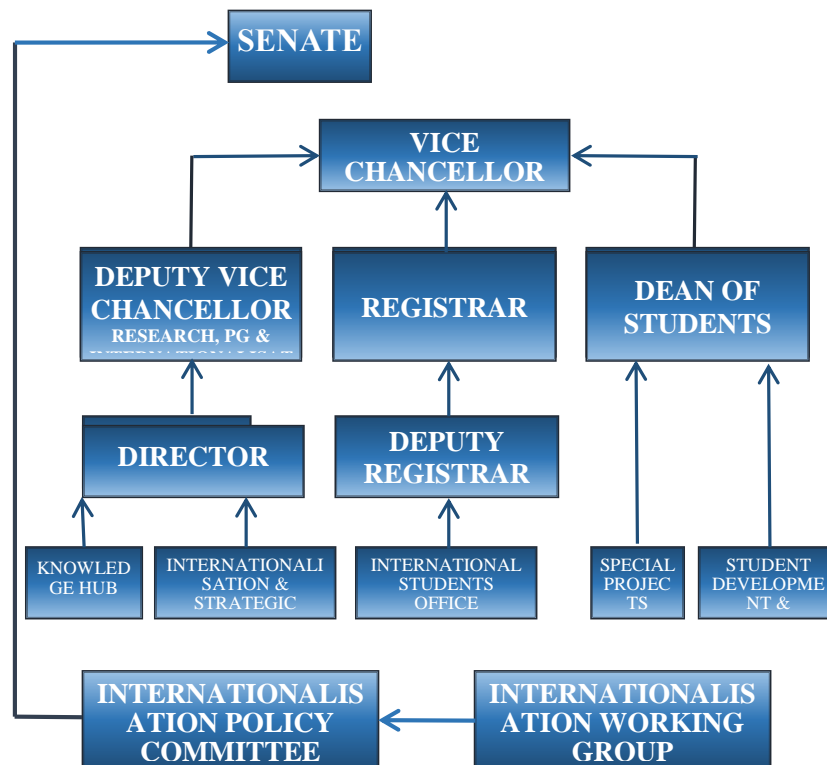 SENATE
VICE
CHANCELLOR
DEPUTY VICE
CHANCELLOR
RESEARCH, PG &
REGISTRAR
DEAN OF
STUDENTS
DIRECTOR
DEPUTY
REGISTRAR
KNOWLED
GE HUB
INTERNATIONALI
SATION &
STRATEGIC
INTERNATIONAL
STUDENTS
OFFICE
SPECIAL
PROJEC
TS
STUDENT
DEVELOPME
NT &
INTERNATIONALIS
ATION POLICY
COMMITTEE
INTERNATIONALIS
ATION WORKING
GROUP